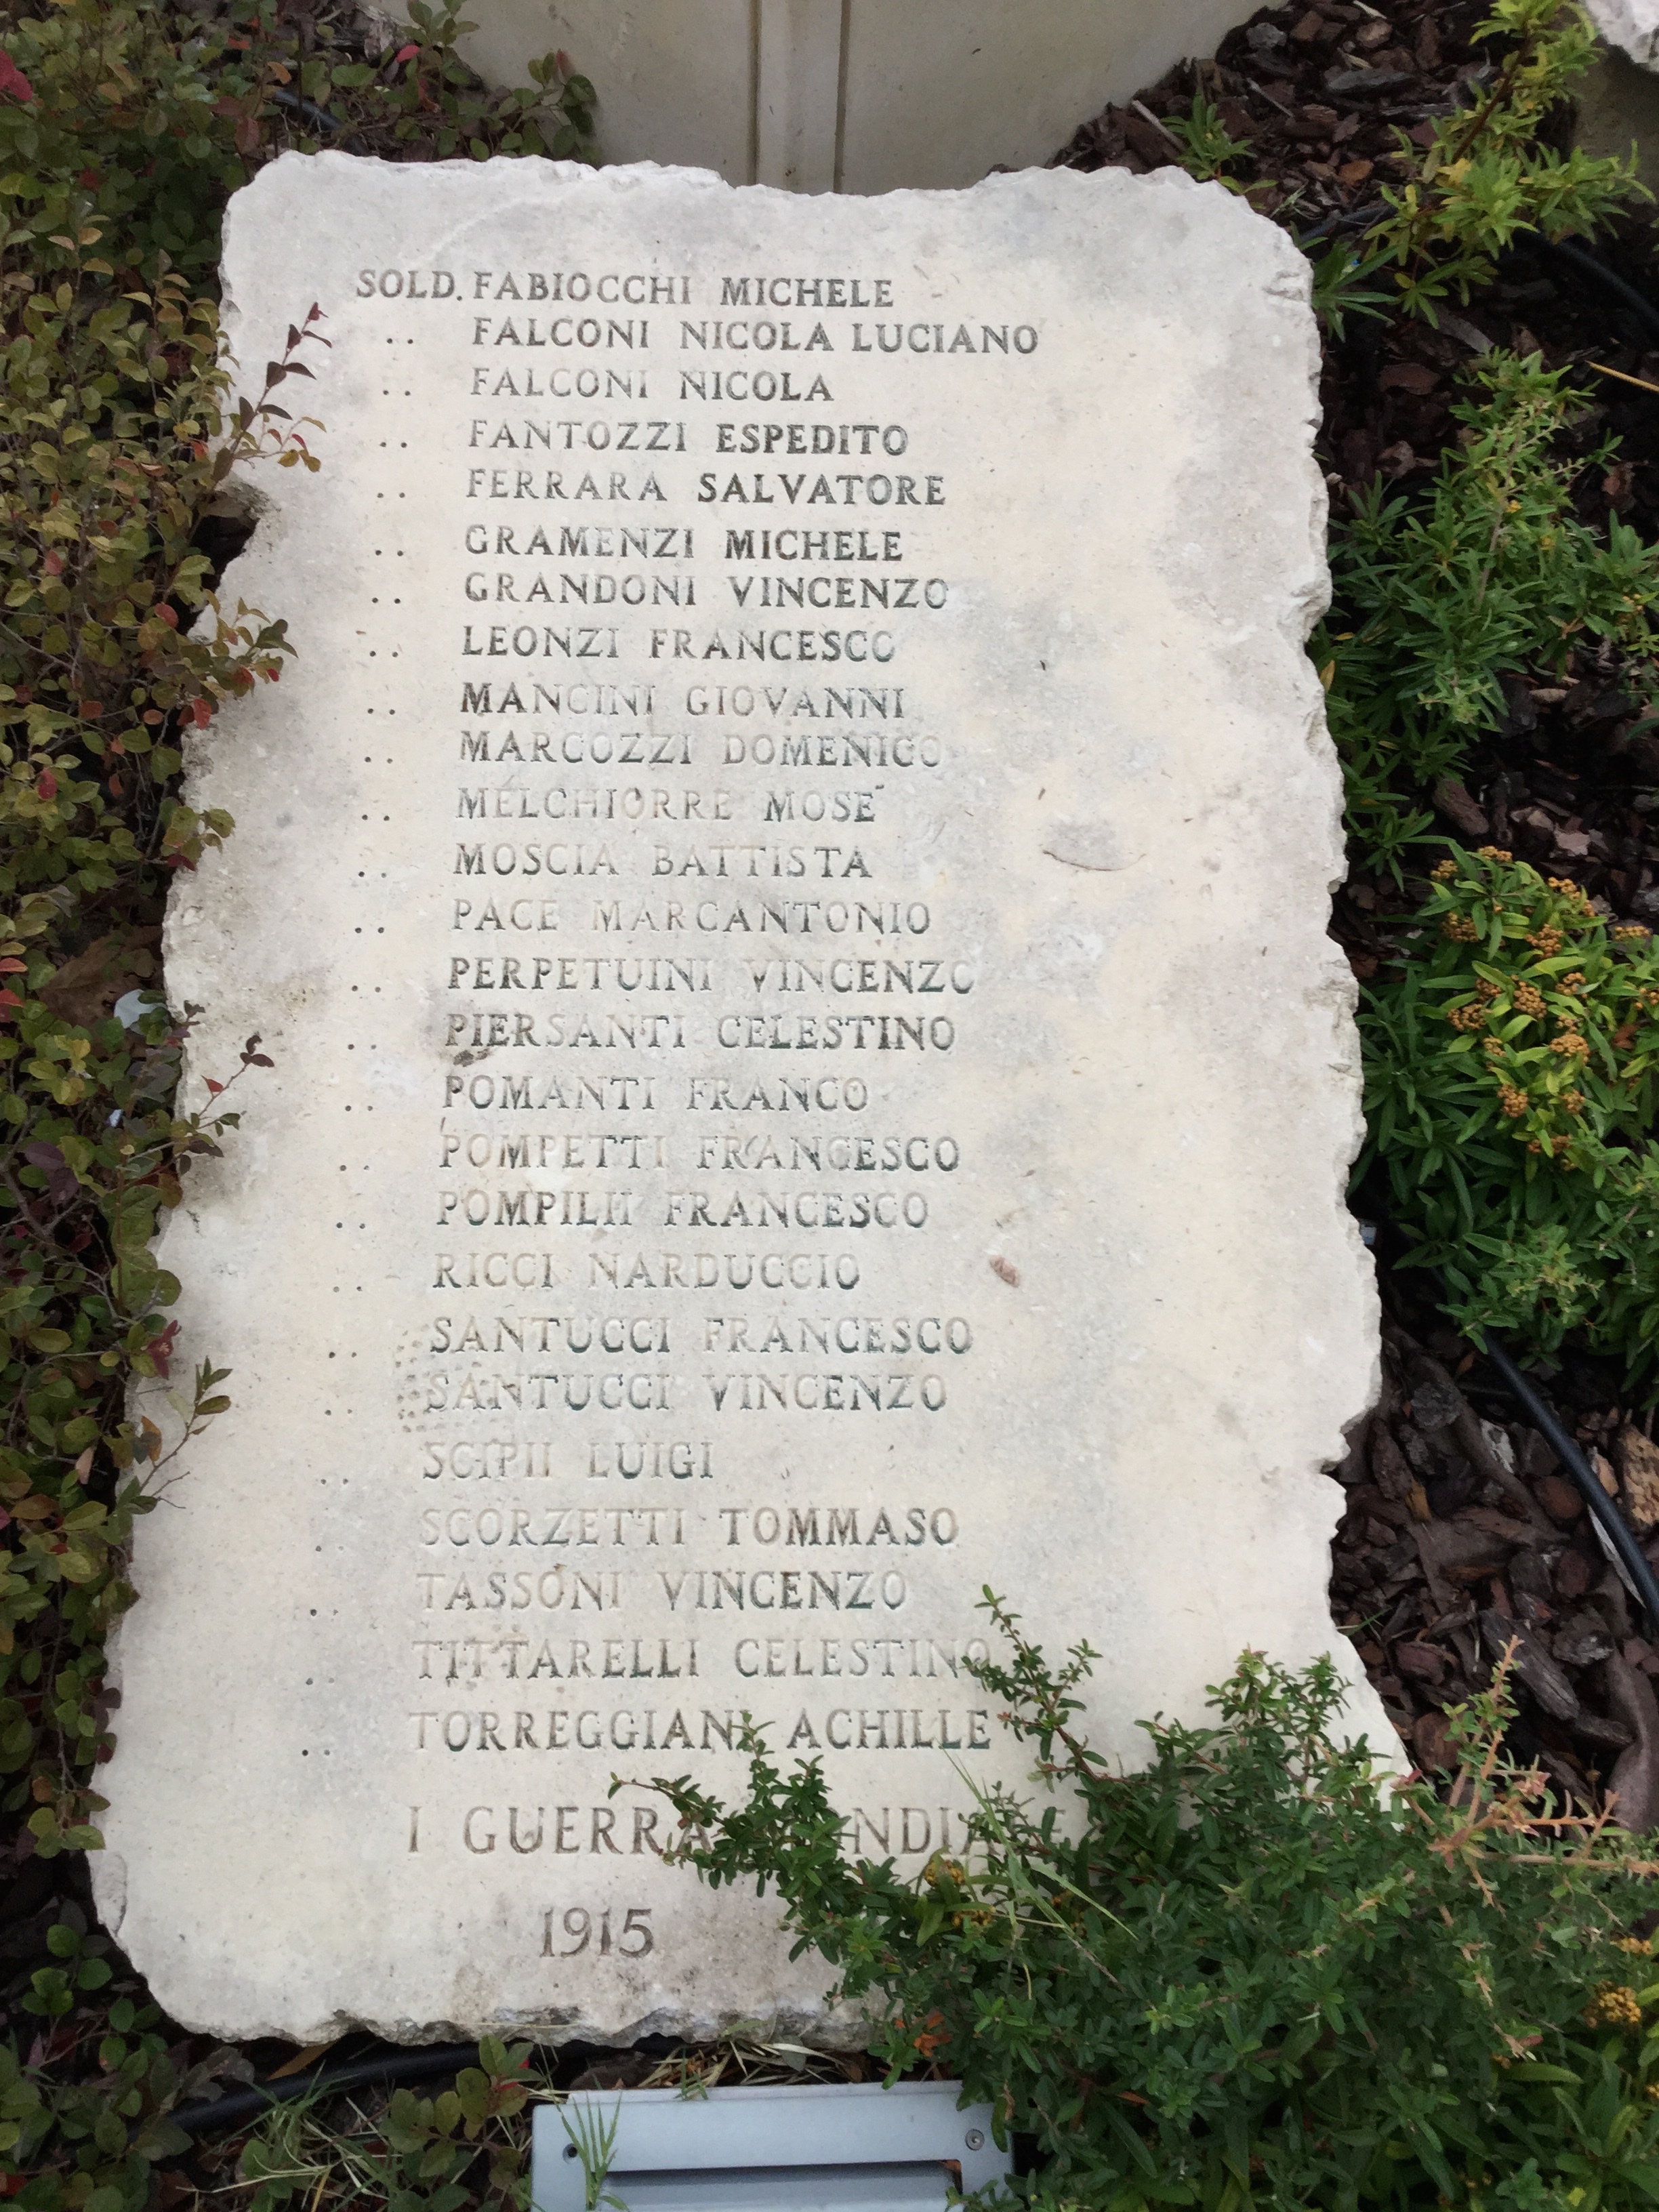 SOLD. FABIOCCHI MICHELE
.. FALCONI NICOLA LUCIANO
.. FALCONI NICOLA
.. FANTOZZI ESPEDITO
.. FERRARA SALVATORE
.. GRAMENZI MICHELE
.. GRANDONI VINCENZO
.. LEONZI FRANCESCO
.. MANCINI GIOVANNI
.. MARCOZZI DOMENICO
.. MELCHIORRE MOSE'
.. MOSCIA BATTISTA
.. PACE MARCANTONIO
.. PERPETUINI VINCENZO
.. PIERSANTI CELESTINO
.. POMANTI FRANCO
.. POMPETTI FRANCESCO
.. POMPILII FRANCESCO
.. RICCI NARDUCCIO
.. SANTUCCI FRANCESCO
.. SANTUCCI VINCENZO
.. SCIPII LUIGI
.. SCORZETTI TOMMASO
.. TASSONI VINCENZO
.. TITTARELLI CELESTINO
.. TORREGGIANI ACHILLE
I GUERRA
1915